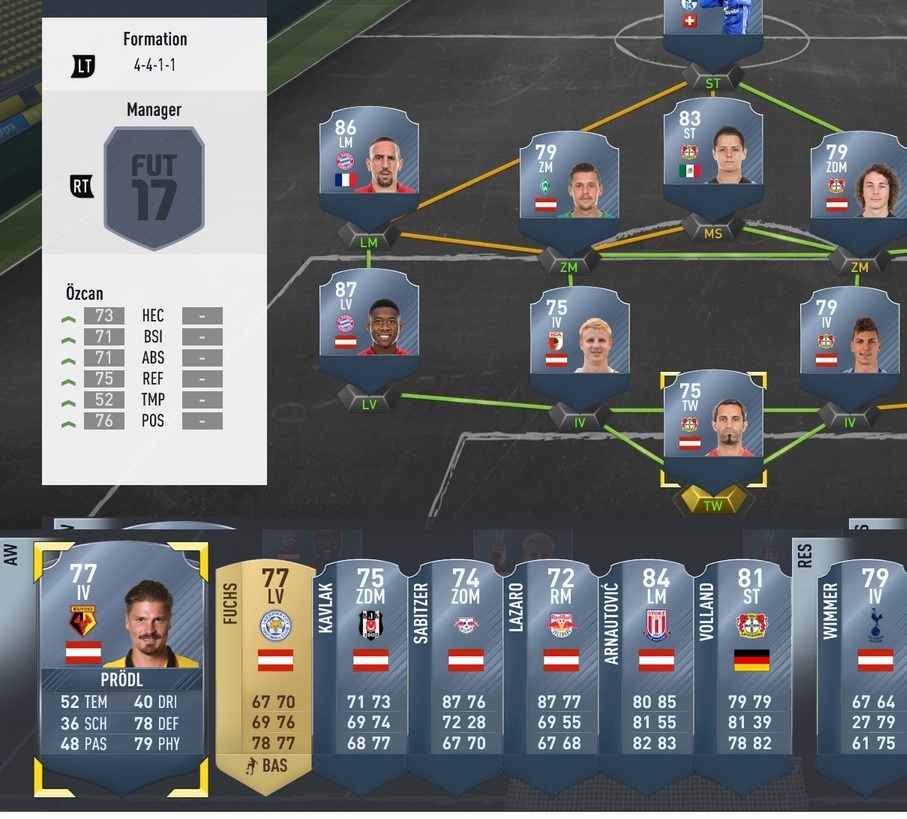 Formation
LT
4-4-1-1
Manager
FUT
17
RT
Özcan
73 HEC -
71 BSI -
71 ABS -
75 REF -
52 TMP -
76 POS -
ST
86
LM
LM
79
ZM
ZM
83
ST
MS
79
ZDM
ZM
87
LV
LV
75
IV
IV
79
IV
IV
75
TW
TW
AW
77
IV
PRÖDL
52 TEM 40 DRI
36 SCH 78 DEF
48 PAS 79 PHY
FUCHS
77
LV
67 70
69 76
78 77
BAS
KAVLAK
75
ZDM
71 73
69 74
68 77
SABITZER
74
ZOM
87 76
72 28
67 70
LAZARO
72
RM
87 77
69 55
67 68
ARNAUTOVIĆ
84
LM
80 85
81 55
82 83
VOLLAND
81
ST
79 79
81 39
78 82
RES
WIMMER
79
IV
67 64
27 79
61 75